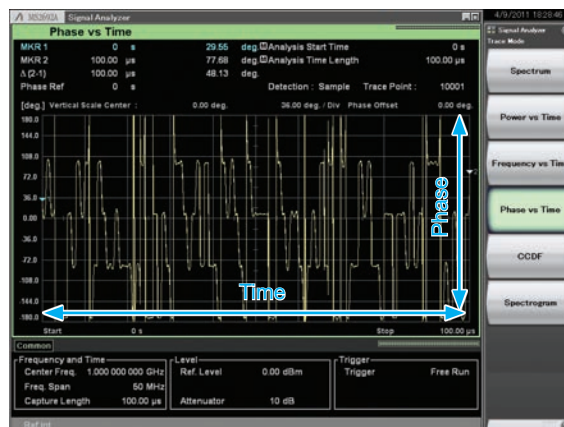 MS2692A Signal Analyzer
4/9/2011 18:28:46
Phase vs Time
MKR 1 0 s 29.55 deg. Analysis Start Time 0 s
MKR 2 100.00 µs 77.68 deg. Analysis Time Length 100.00 µs
Δ (2-1) 100.00 µs 48.13 deg.
Phase Ref 0 s Detection : Sample Trace Point : 10001
[deg.] Vertical Scale Center : 0.00 deg. 36.00 deg. / Div Phase Offset 0.00 deg.
180.0
144.0
108.0
72.0
36.0
0.00
-36.0
-72.0
-108.0
-144.0
-180.0
2
Phase
Time
Start 0 s Stop 100.00 µs
Common
Frequency and Time
Center Freq. 1.000 000 000 GHz
Freq. Span 50 MHz
Capture Length 100.00 µs
Level
Ref. Level 0.00 dBm
Attenuator 10 dB
Trigger
Trigger Free Run
Ref.Int
Signal Analyzer
Trace Mode
Spectrum
Power vs Time
Frequency vs Tim
Phase vs Time
CCDF
Spectrogram